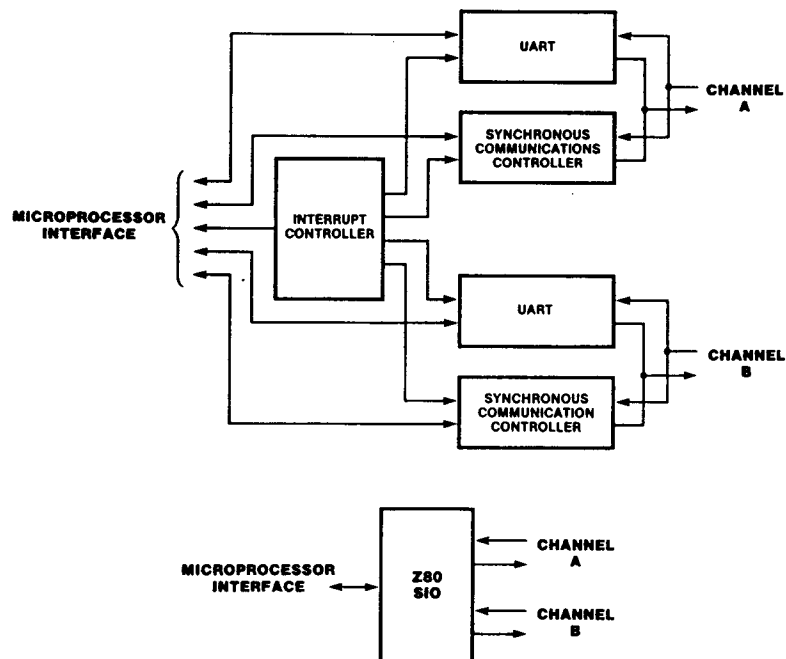 UART
CHANNEL
A
SYNCHRONOUS
COMMUNICATIONS
CONTROLLER
MICROPROCESSOR
INTERFACE
INTERRUPT
CONTROLLER
UART
CHANNEL
B
SYNCHRONOUS
COMMUNICATION
CONTROLLER
MICROPROCESSOR
INTERFACE
Z80
SIO
CHANNEL
A
CHANNEL
B